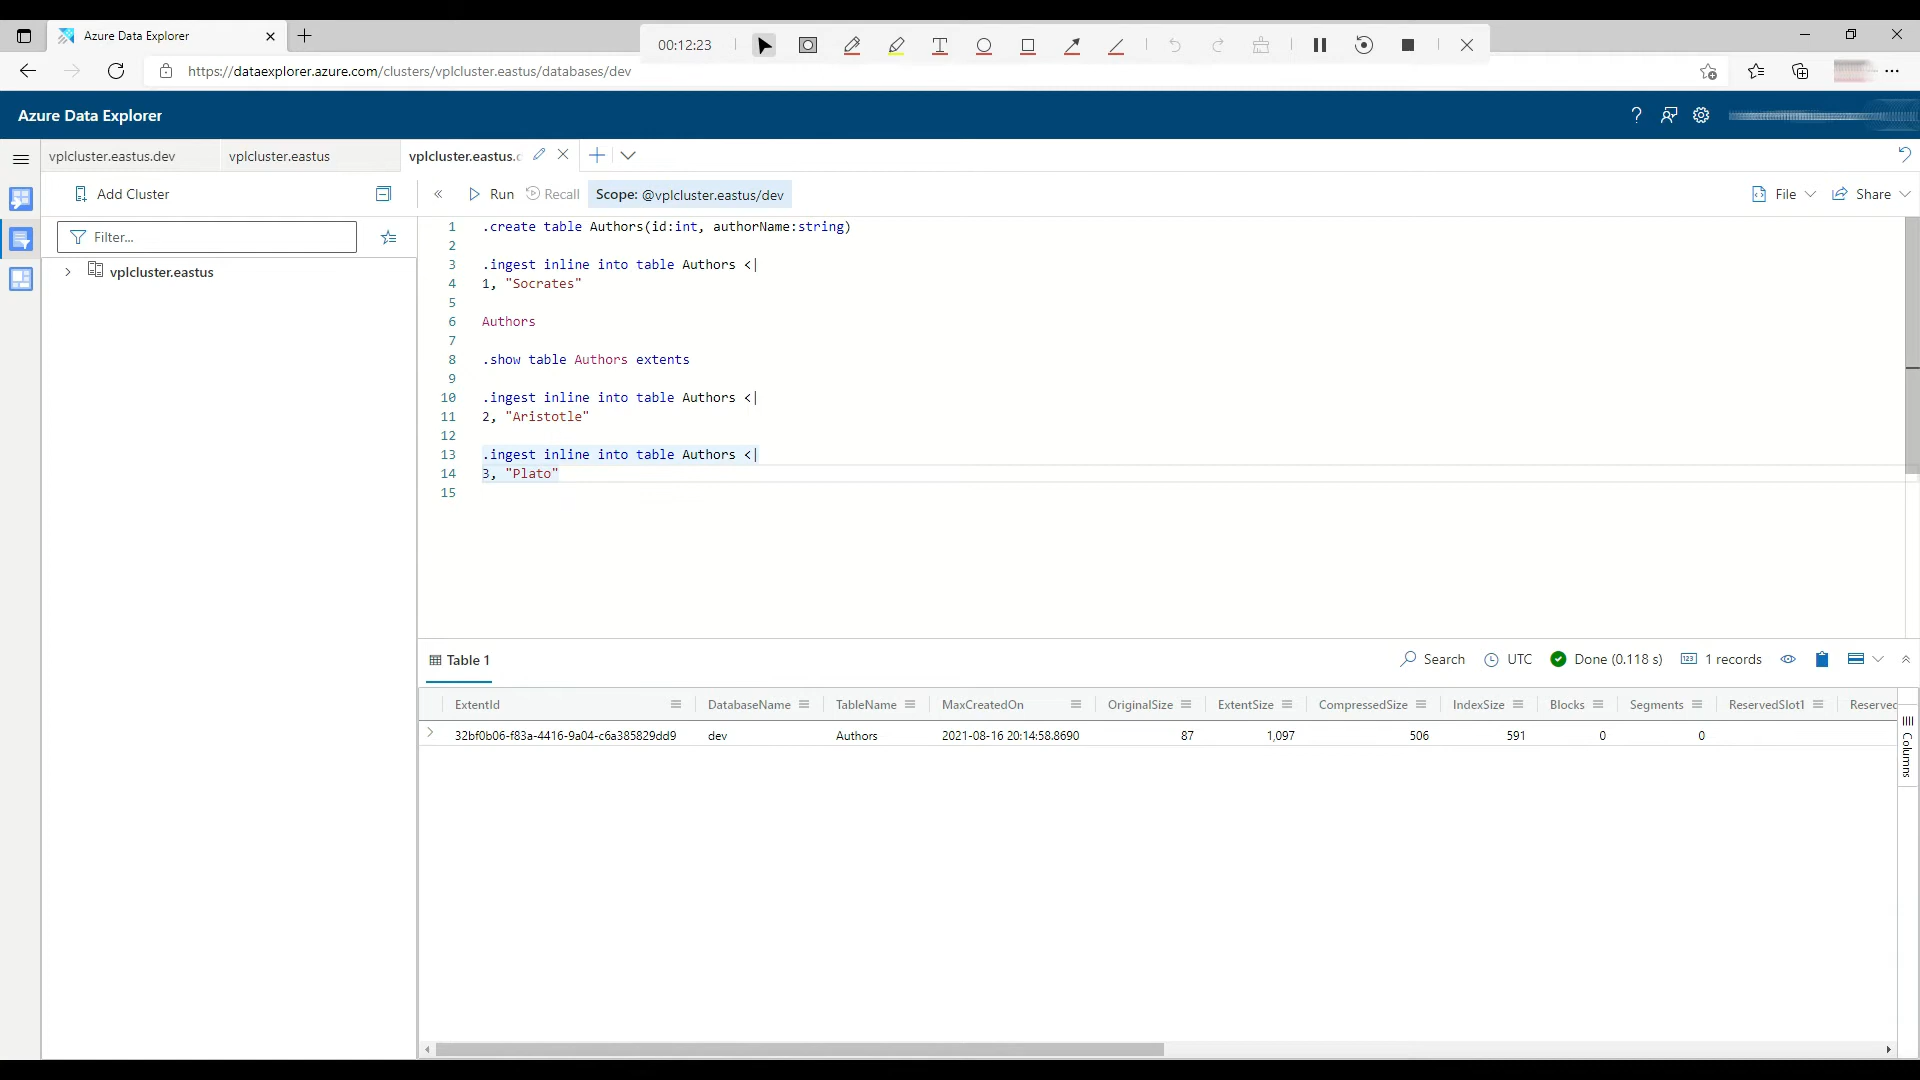 Azure Data Explorer
00:12:23
https://dataexplorer.azure.com/clusters/vplcluster.eastus/databases/dev
Azure Data Explorer
vplcluster.eastus.dev
vplcluster.eastus
vplcluster.eastus.
Add Cluster
Run
Recall
Scope: @vplcluster.eastus/dev
File
Share
Filter...
vplcluster.eastus
1 .create table Authors(id:int, authorName:string)
2
3 .ingest inline into table Authors <|
4 1, "Socrates"
5
6 Authors
7
8 .show table Authors extents
9
10 .ingest inline into table Authors <|
11 2, "Aristotle"
12
13 .ingest inline into table Authors <|
14 3, "Plato"
15
Table 1
Search
UTC
Done (0.118 s)
1 records
ExtentId DatabaseName TableName MaxCreatedOn OriginalSize ExtentSize CompressedSize IndexSize Blocks Segments ReservedSlot1 Reserved
32bf0b06-f83a-4416-9a04-c6a385829dd9 dev Authors 2021-08-16 20:14:58.8690 87 1,097 506 591 0 0
Columns